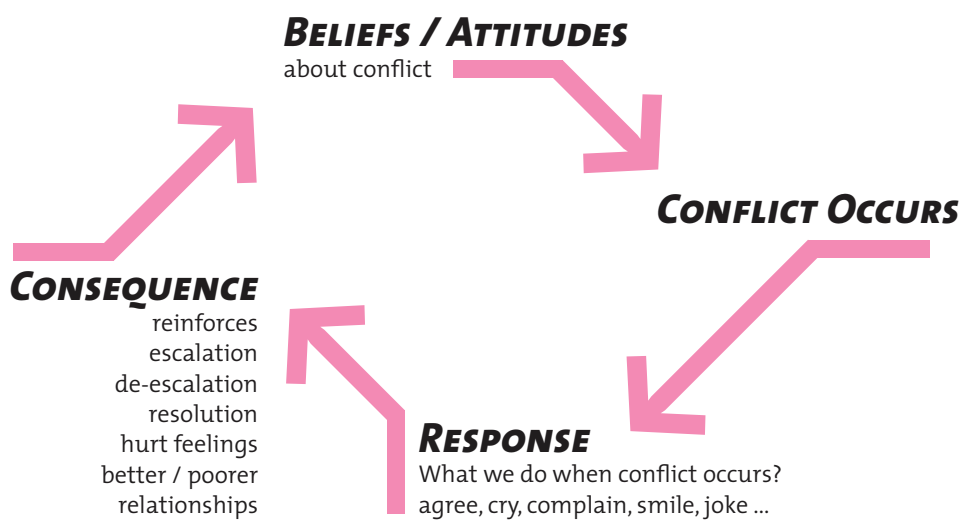 BELIEFS / ATTITUDES
about conflict
CONFLICT OCCURS
RESPONSE
What we do when conflict occurs?
agree, cry, complain, smile, joke ...
CONSEQUENCE
reinforces
escalation
de-escalation
resolution
hurt feelings
better / poorer
relationships